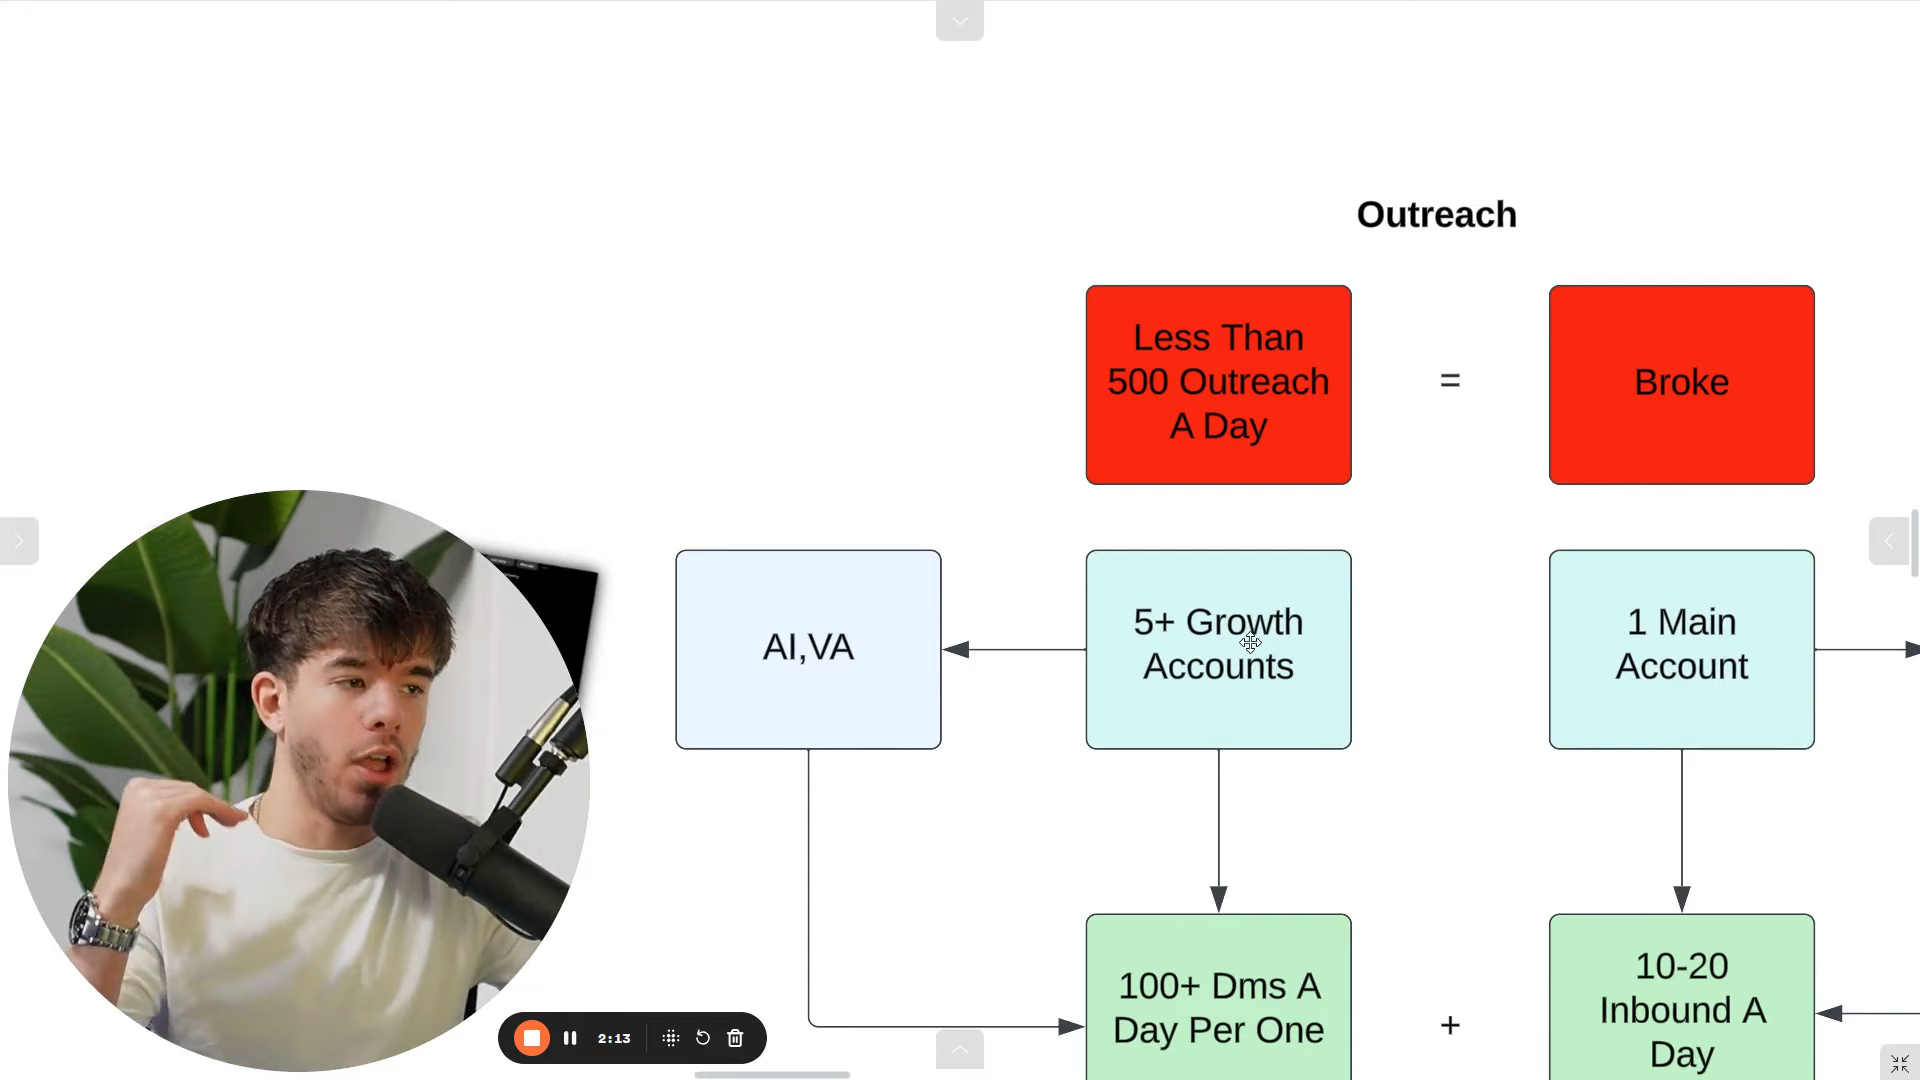 Outreach
Less Than
500 Outreach
A Day
=
Broke
AI,VA
5+ Growth
Accounts
1 Main
Account
100+ Dms A
Day Per One
+
10-20
Inbound A
Day
2:13